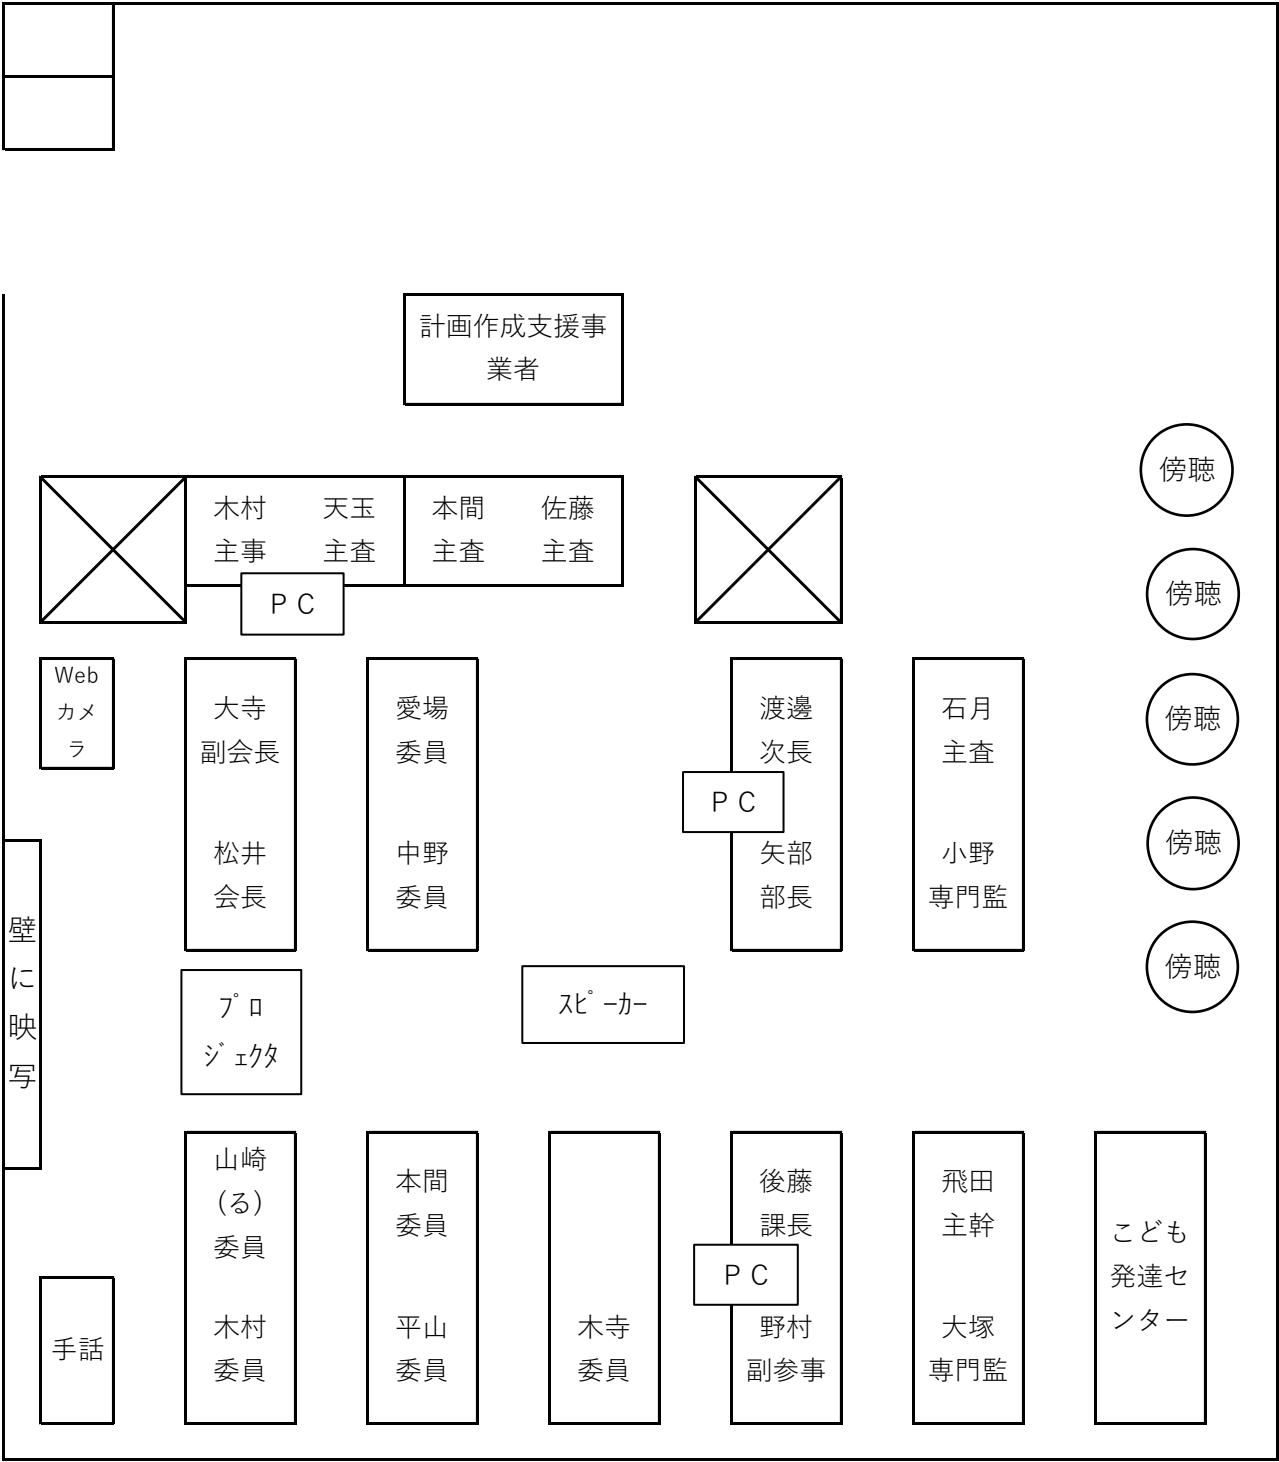 計画作成支援事
業者
傍聴
木村
主事
天玉
主査
本間
主査
佐藤
主査
傍聴
ＰＣ
Web
カメ
ラ
大寺
副会長
愛場
委員
渡邊
次長
石月
主査
傍聴
ＰＣ
松井
会長
中野
委員
矢部
部長
小野
専門監
傍聴
壁
に
映
写
ﾌﾟﾛ
ｼﾞｪｸﾀ
ｽﾋﾟｰｶｰ
傍聴
山崎
(る)
委員
本間
委員
後藤
課長
飛田
主幹
こども
発達セ
ンター
ＰＣ
手話
木村
委員
平山
委員
木寺
委員
野村
副参事
大塚
専門監